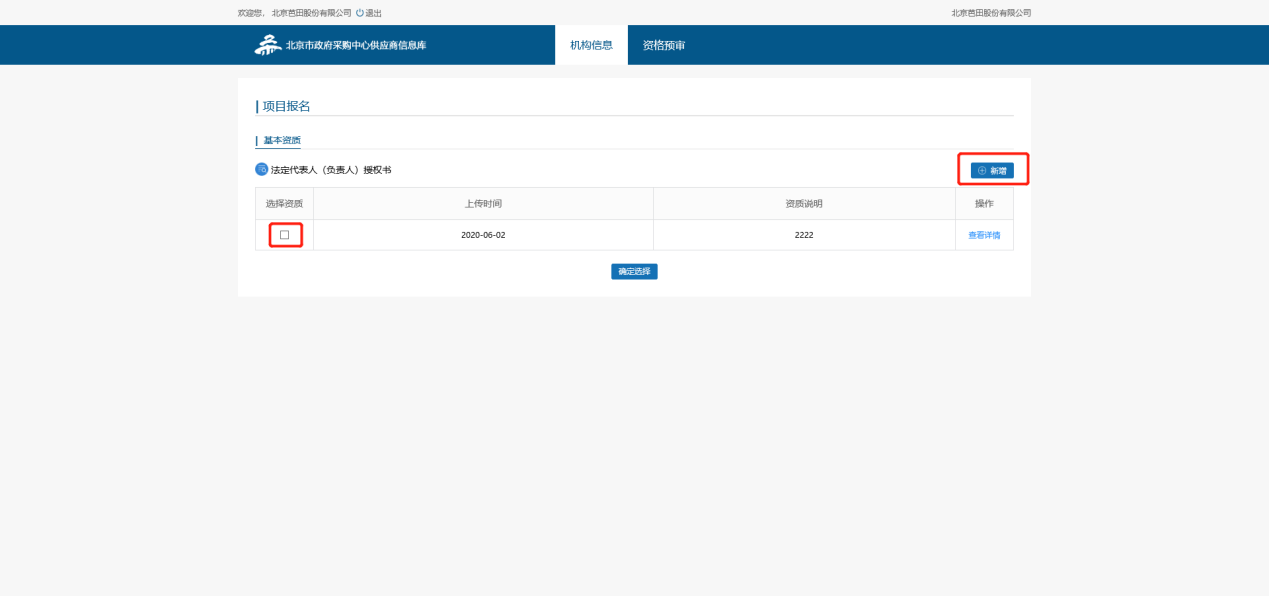 欢迎您， 北京芭田股份有限公司 退出 北京芭田股份有限公司
北京市政府采购中心供应商信息库 机构信息 资格预审
项目报名
基本资质
法定代表人（负责人）授权书 新增
选择资质 上传时间 资质说明 操作
2020-06-02 2222 查看详情
确定选择